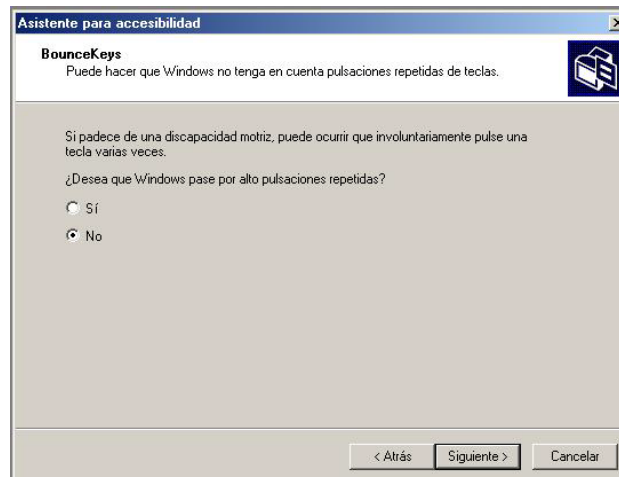 Asistente para accesibilidad
BounceKeys
Puede hacer que Windows no tenga en cuenta pulsaciones repetidas de teclas.
Si padece de una discapacidad motriz, puede ocurrir que involuntariamente pulse una
tecla varias veces.
¿Desea que Windows pase por alto pulsaciones repetidas?
Sí
No
< Atrás
Siguiente >
Cancelar